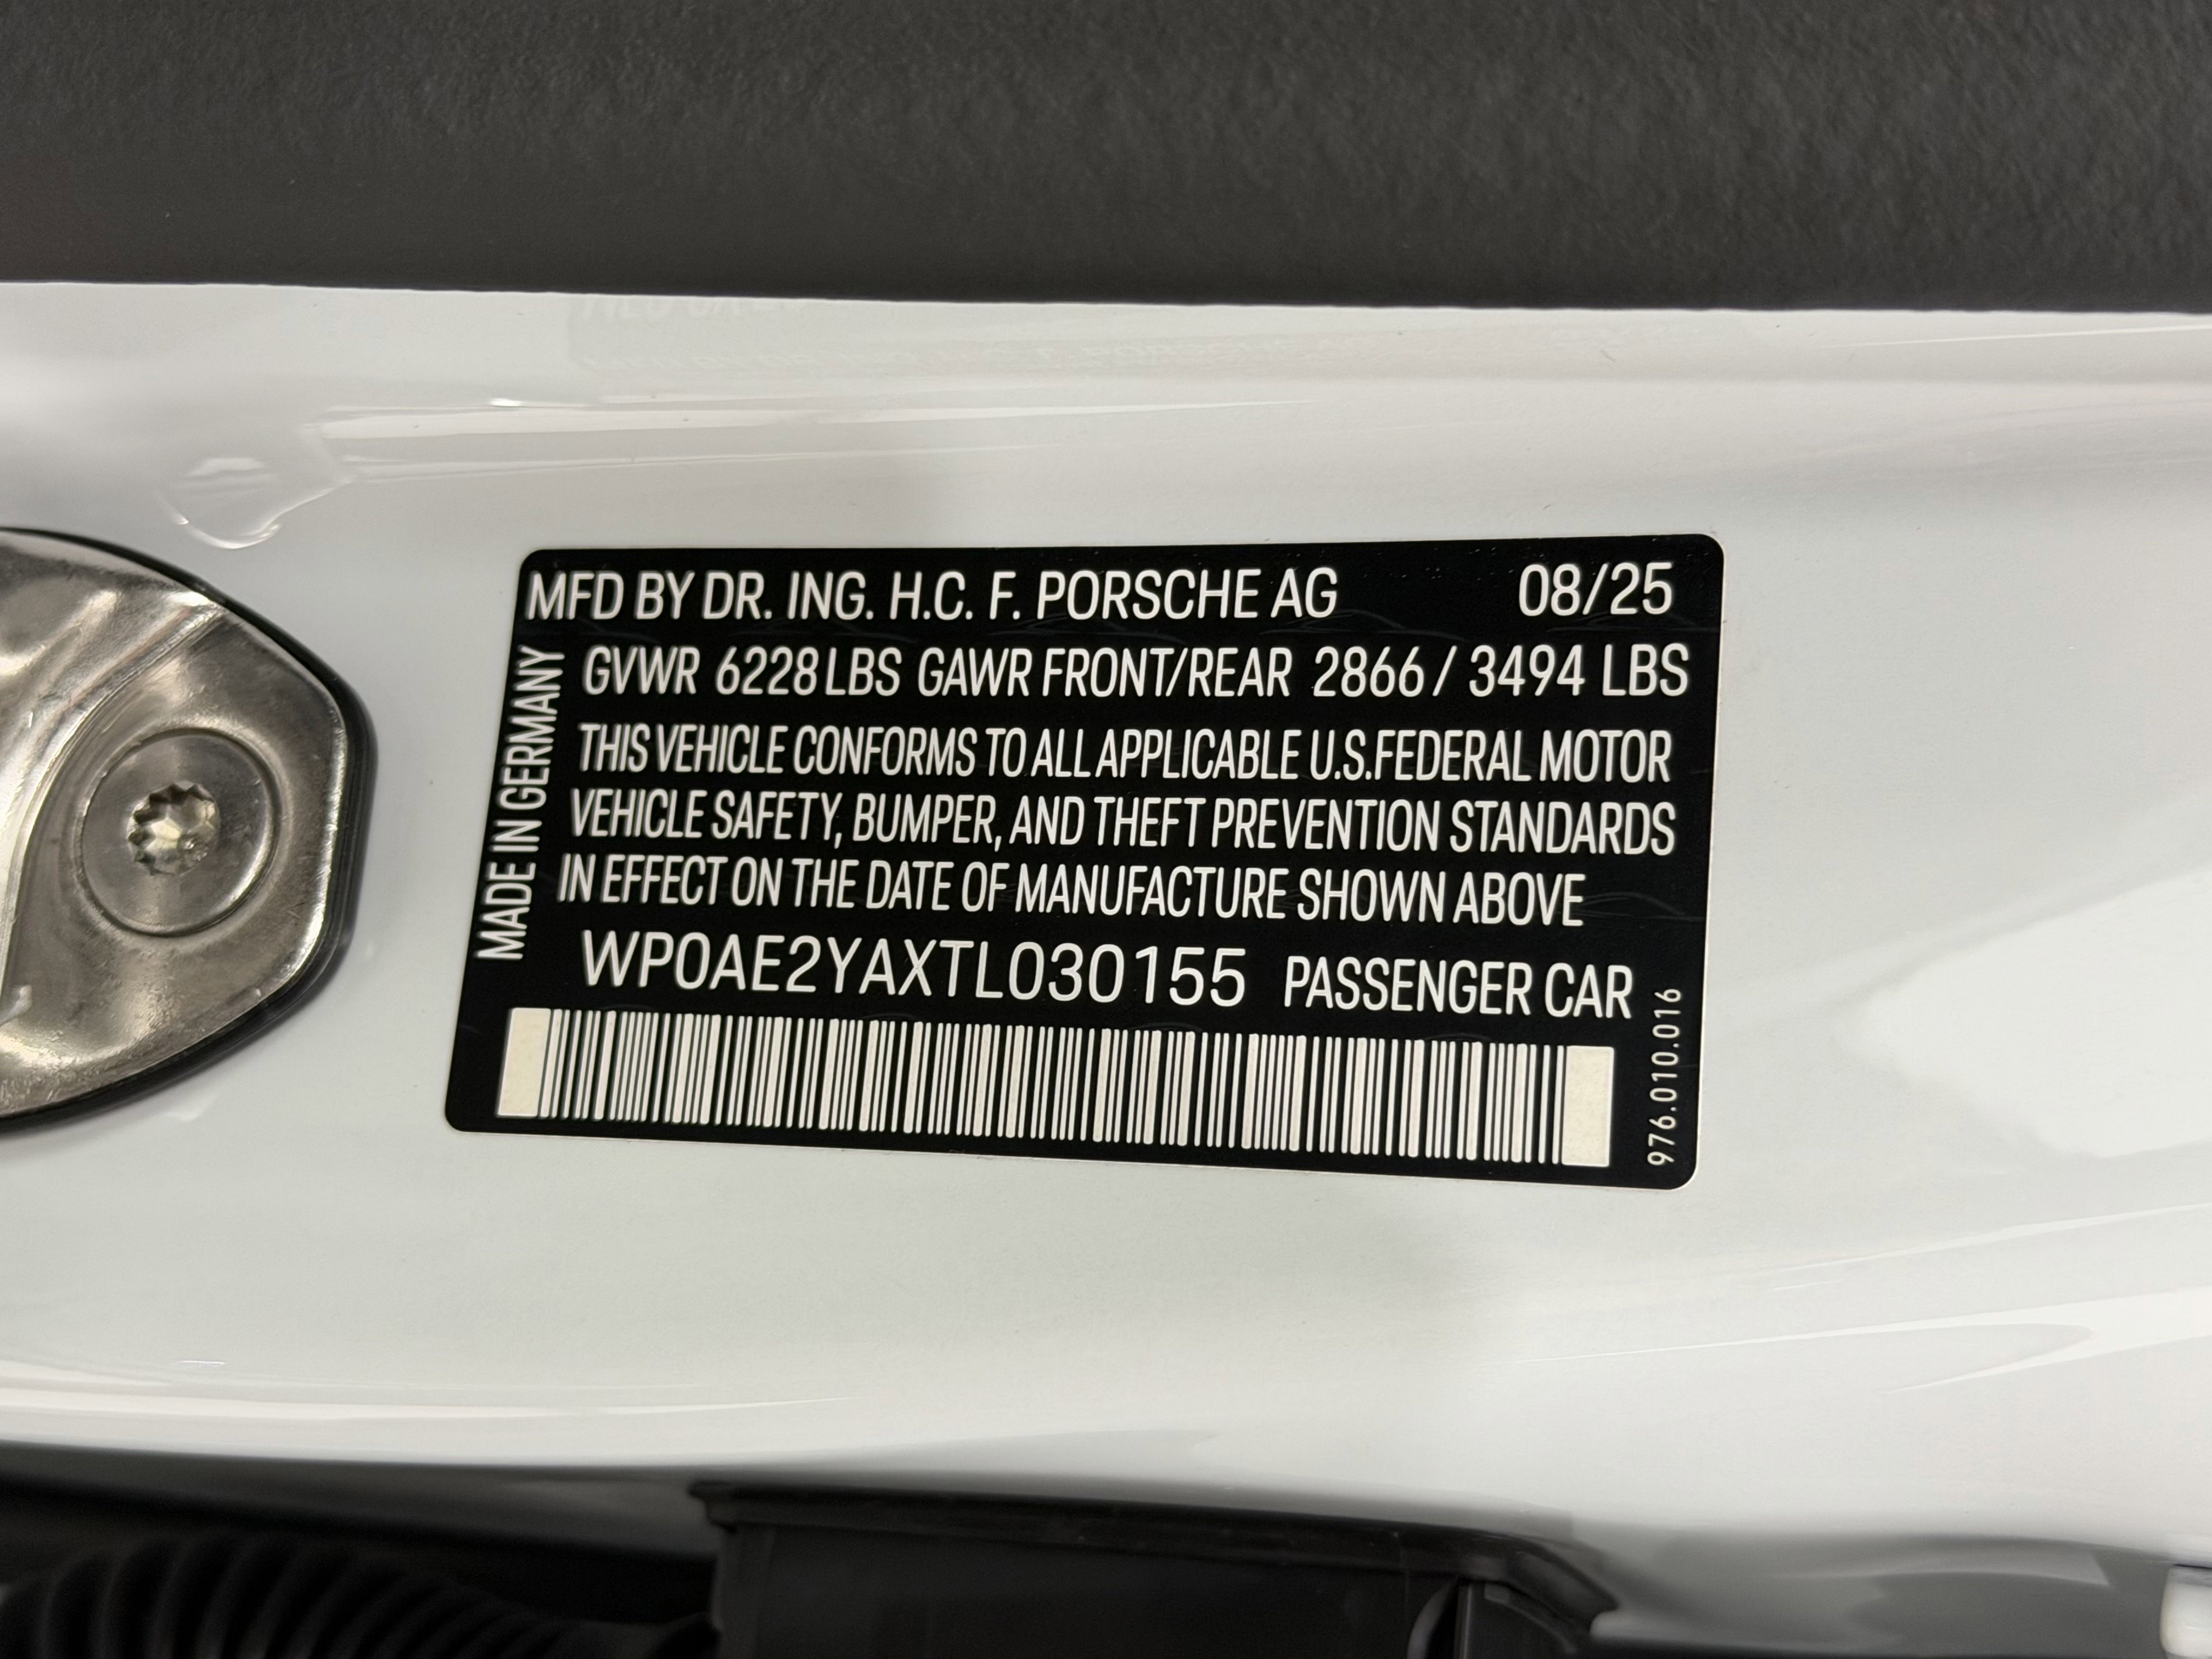 MFD BY DR. ING. H.C. F. PORSCHE AG 08/25
MADE IN GERMANY
GVWR 6228 LBS GAWR FRONT/REAR 2866 / 3494 LBS
THIS VEHICLE CONFORMS TO ALL APPLICABLE U.S.FEDERAL MOTOR
VEHICLE SAFETY, BUMPER, AND THEFT PREVENTION STANDARDS
IN EFFECT ON THE DATE OF MANUFACTURE SHOWN ABOVE
WP0AE2YAXTL030155 PASSENGER CAR
976.010.016